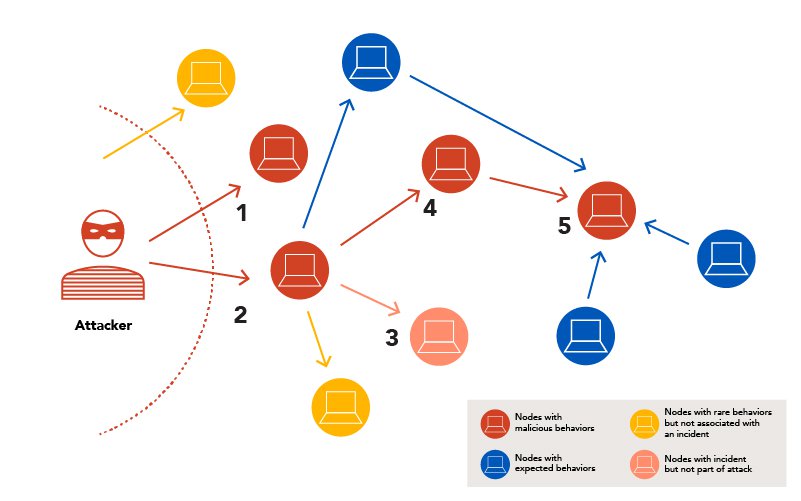 1
4
5
2
3
Attacker
Nodes with
malicious behaviors
Nodes with rare behaviors
but not associated with
an incident
Nodes with
expected behaviors
Nodes with incident
but not part of attack